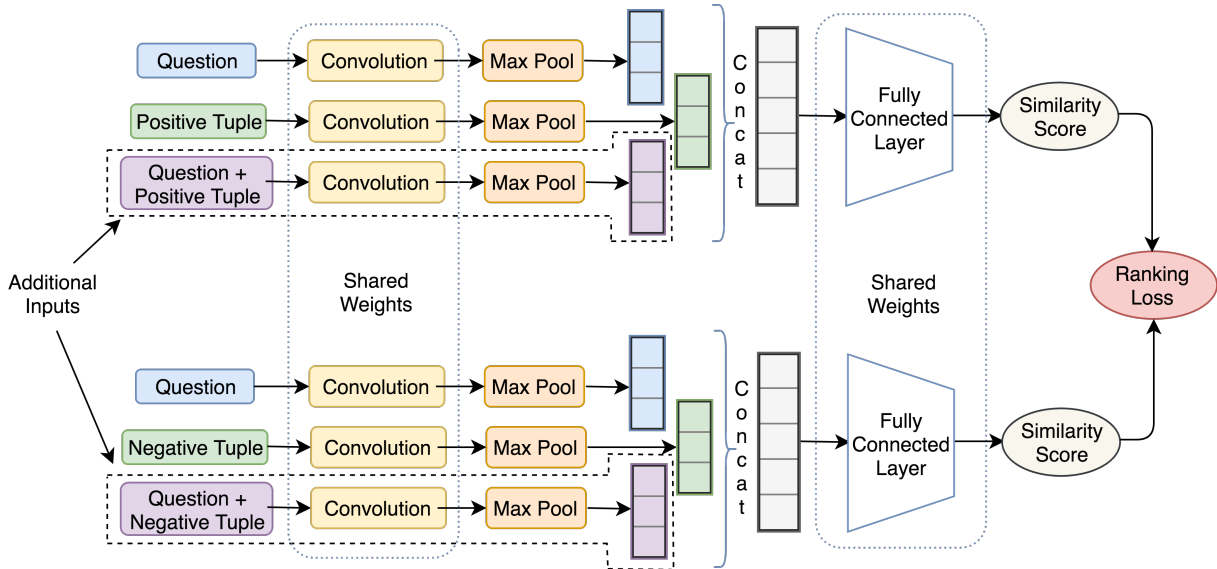 Question
Convolution
Max Pool
Positive Tuple
Convolution
Max Pool
Question +
Positive Tuple
Convolution
Max Pool
Concat
Fully
Connected
Layer
Similarity
Score
Additional
Inputs
Shared
Weights
Shared
Weights
Ranking
Loss
Question
Convolution
Max Pool
Negative Tuple
Convolution
Max Pool
Question +
Negative Tuple
Convolution
Max Pool
Concat
Fully
Connected
Layer
Similarity
Score